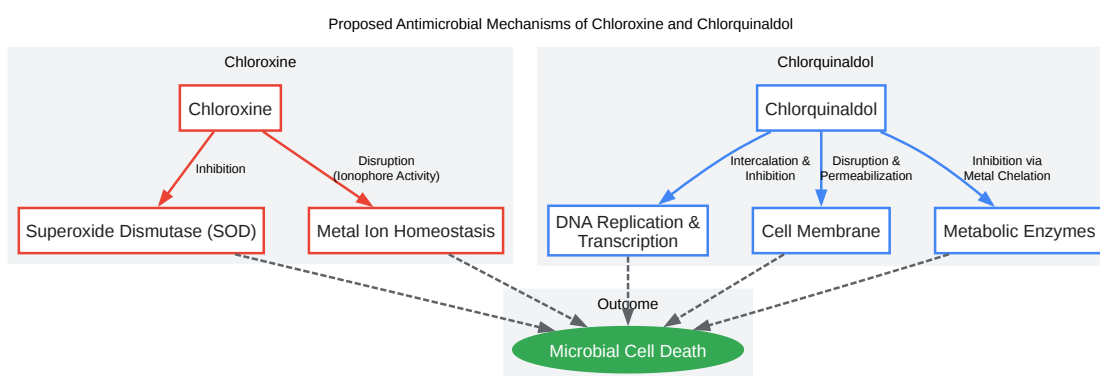 Proposed Antimicrobial Mechanisms of Chloroxine and Chlorquinaldol
Chloroxine
Chloroxine
Inhibition
Disruption
(Ionophore Activity)
Superoxide Dismutase (SOD)
Metal Ion Homeostasis
Chlorquinaldol
Chlorquinaldol
Intercalation &
Inhibition
Disruption &
Permeabilization
Inhibition via
Metal Chelation
DNA Replication &
Transcription
Cell Membrane
Metabolic Enzymes
Outcome
Microbial Cell Death